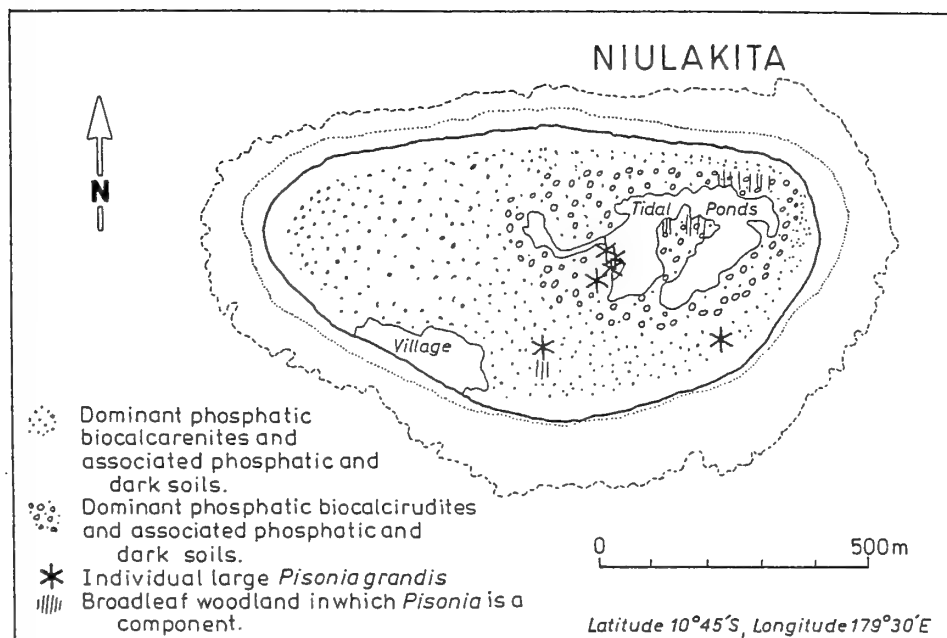 NIULAKITA
N
Tidal Ponds
Village
Dominant phosphatic
biocalcarenites and
associated phosphatic and
dark soils.
Dominant phosphatic biocalcirudites
and associated phosphatic and
dark soils.
Individual large Pisonia grandis
Broadleaf woodland in which Pisonia is a
component.
0 500m
Latitude 10°45'S, Longitude 179°30'E